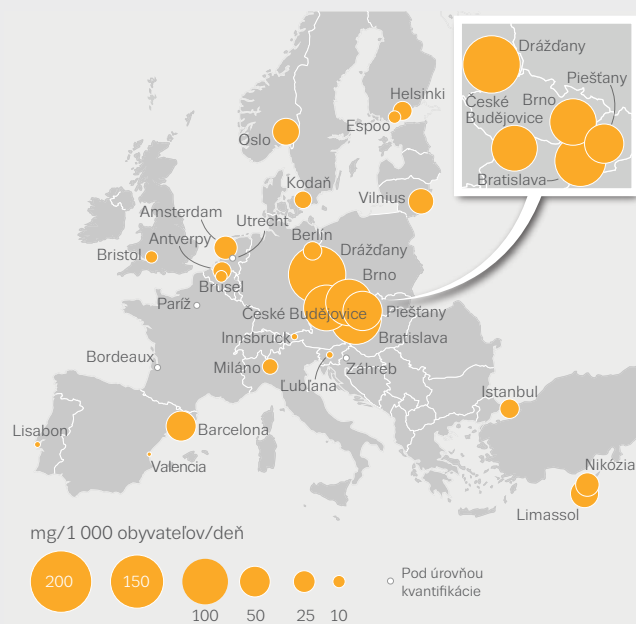 Drážďany
Piešťany
České
Budějovice
Brno
Bratislava
Helsinki
Espoo
Oslo
Kodaň
Vilnius
Amsterdam
Utrecht
Antverpy
Berlín
Bristol
Drážďany
Brusel
Brno
Paríž
České Budějovice
Piešťany
Innsbruck
Bratislava
Bordeaux
Miláno
Záhreb
Lubľana
Istanbul
Lisabon
Barcelona
Valencia
Nikózia
Limassol
mg/1 000 obyvateľov/deň
200
150
100
50
25
10
Pod úrovňou
kvantifikácie